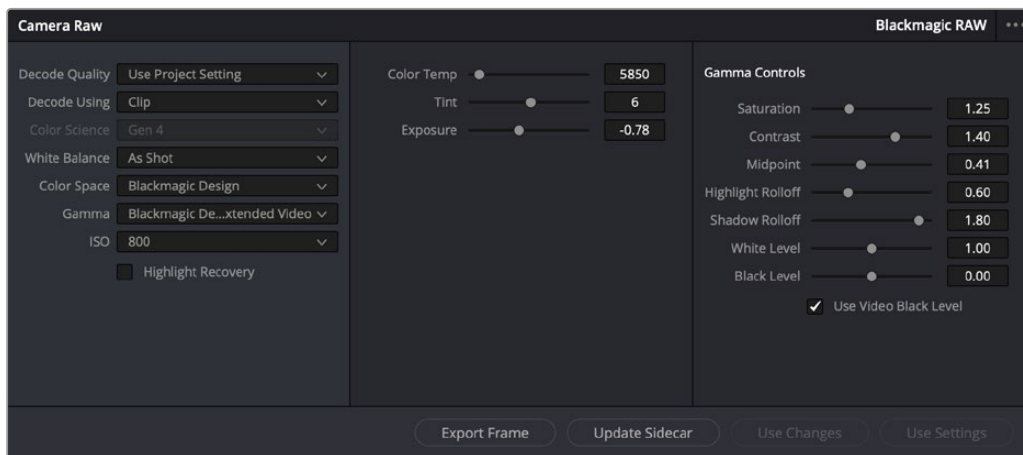 Camera Raw
Blackmagic RAW
Decode Quality Use Project Setting
Decode Using Clip
Color Science Gen 4
White Balance As Shot
Color Space Blackmagic Design
Gamma Blackmagic De...xtended Video
ISO 800
Highlight Recovery
Color Temp 5850
Tint 6
Exposure -0.78
Gamma Controls
Saturation 1.25
Contrast 1.40
Midpoint 0.41
Highlight Rolloff 0.60
Shadow Rolloff 1.80
White Level 1.00
Black Level 0.00
Use Video Black Level
Export Frame
Update Sidecar
Use Changes
Use Settings